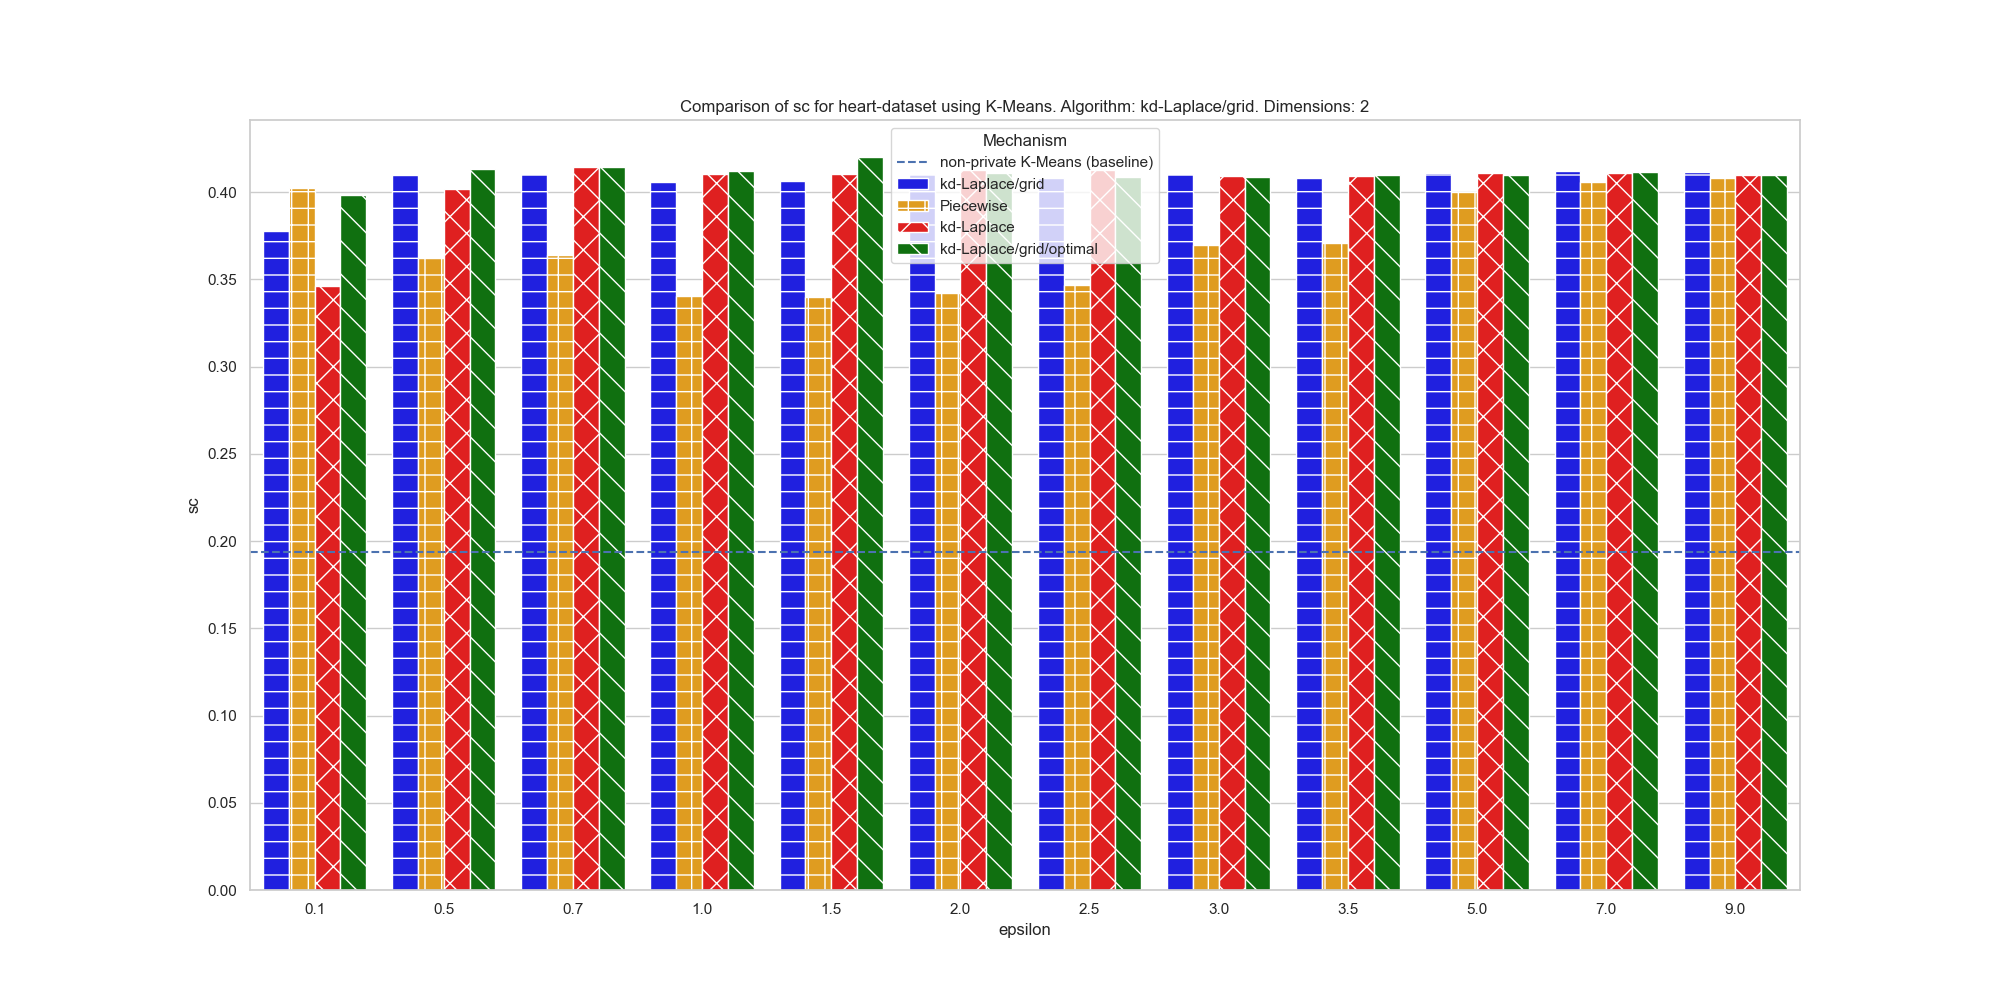 Comparison of sc for heart-dataset using K-Means. Algorithm: kd-Laplace/grid. Dimensions: 2
Mechanism
non-private K-Means (baseline)
kd-Laplace/grid
Piecewise
kd-Laplace
kd-Laplace/grid/optimal
0.40
0.35
0.30
0.25
0.20
0.15
0.10
0.05
0.00
sc
0.1 0.5 0.7 1.0 1.5 2.0 2.5 3.0 3.5 5.0 7.0 9.0
epsilon